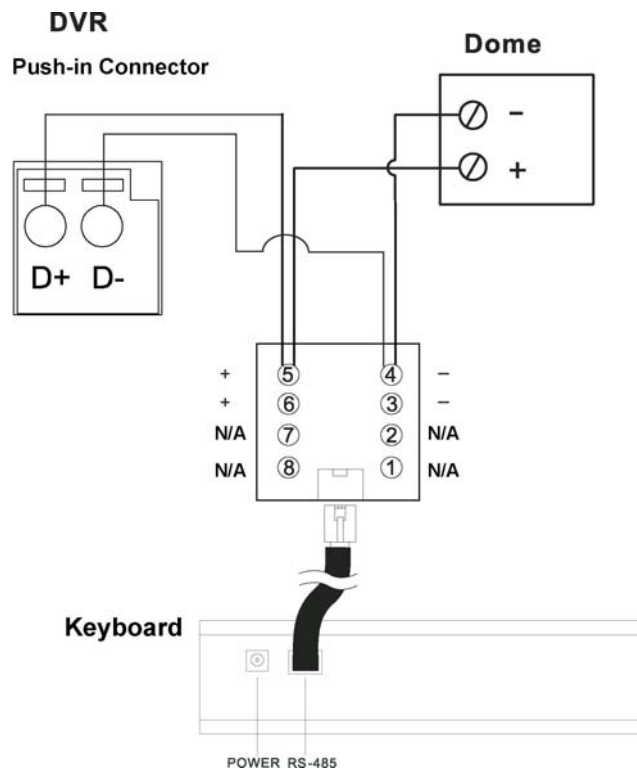 DVR
Push-in Connector
Dome
−
+
D+ D-
+ 5 4 −
+ 6 3 −
N/A 7 2 N/A
N/A 8 1 N/A
Keyboard
POWER RS-485